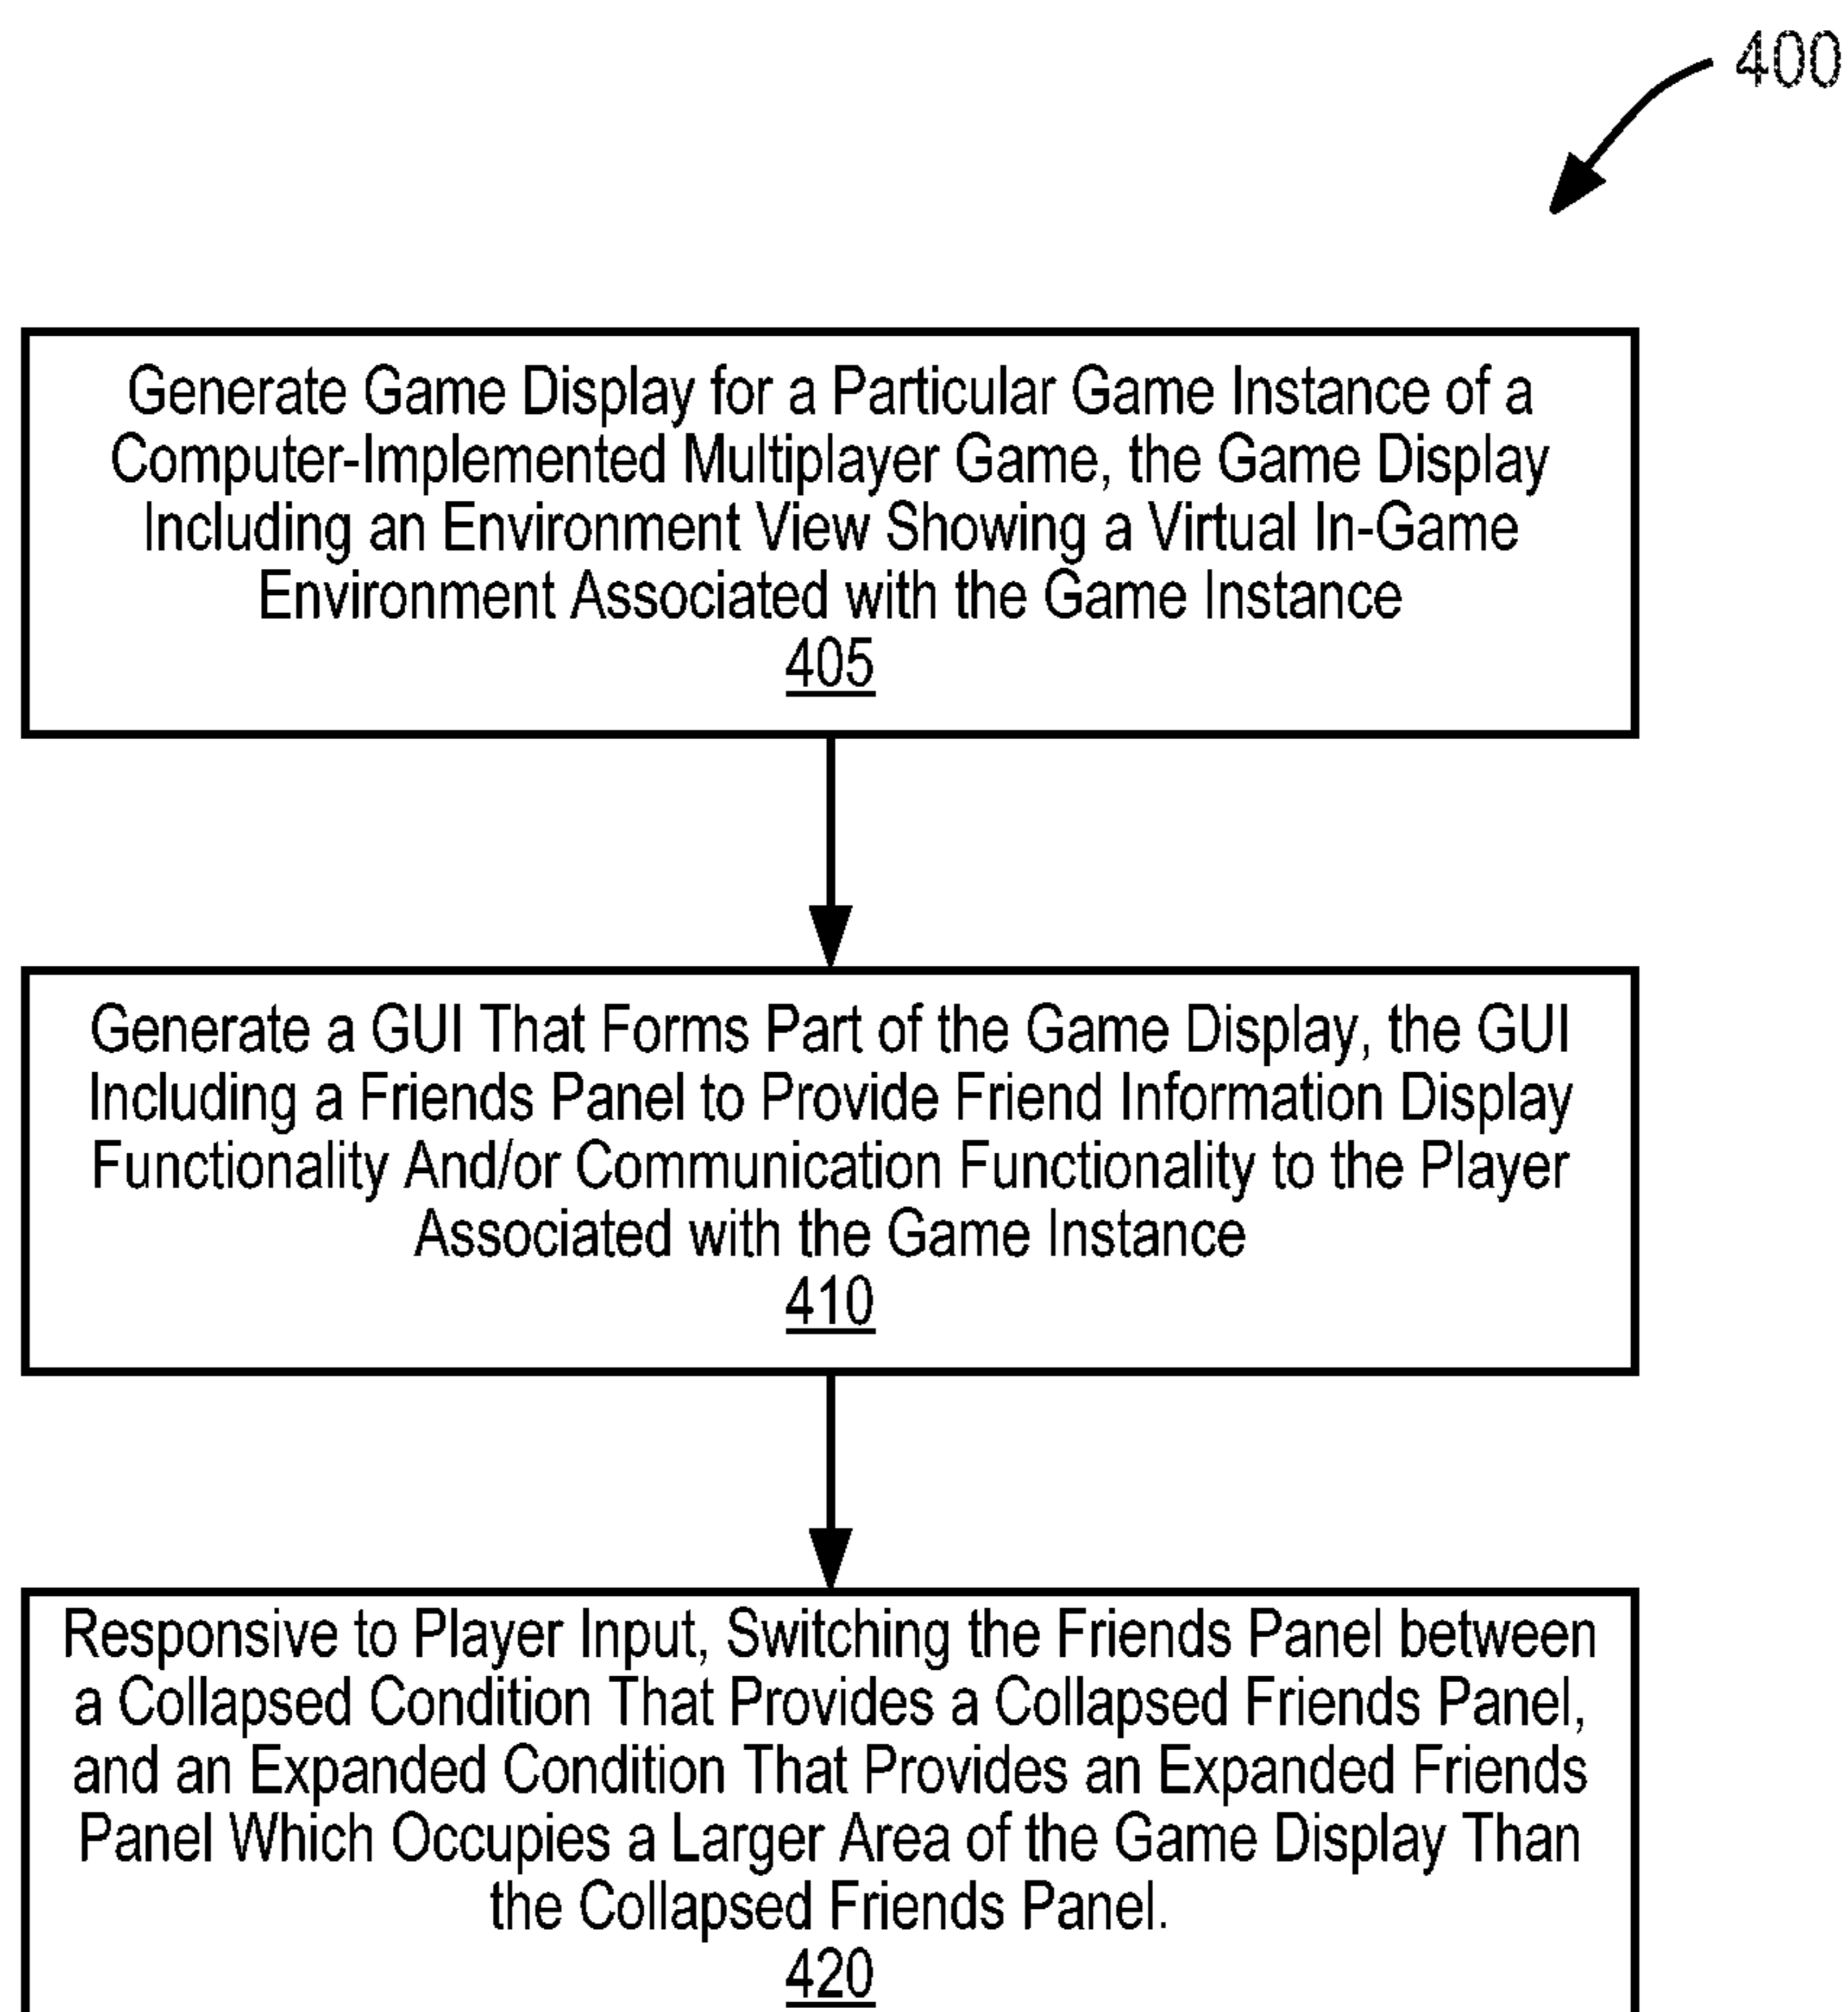 400
Generate Game Display for a Particular Game Instance of a
Computer-Implemented Multiplayer Game, the Game Display
Including an Environment View Showing a Virtual In-Game
Environment Associated with the Game Instance
405
Generate a GUI That Forms Part of the Game Display, the GUI
Including a Friends Panel to Provide Friend Information Display
Functionality And/or Communication Functionality to the Player
Associated with the Game Instance
410
Responsive to Player Input, Switching the Friends Panel between
a Collapsed Condition That Provides a Collapsed Friends Panel,
and an Expanded Condition That Provides an Expanded Friends
Panel Which Occupies a Larger Area of the Game Display Than
the Collapsed Friends Panel.
420